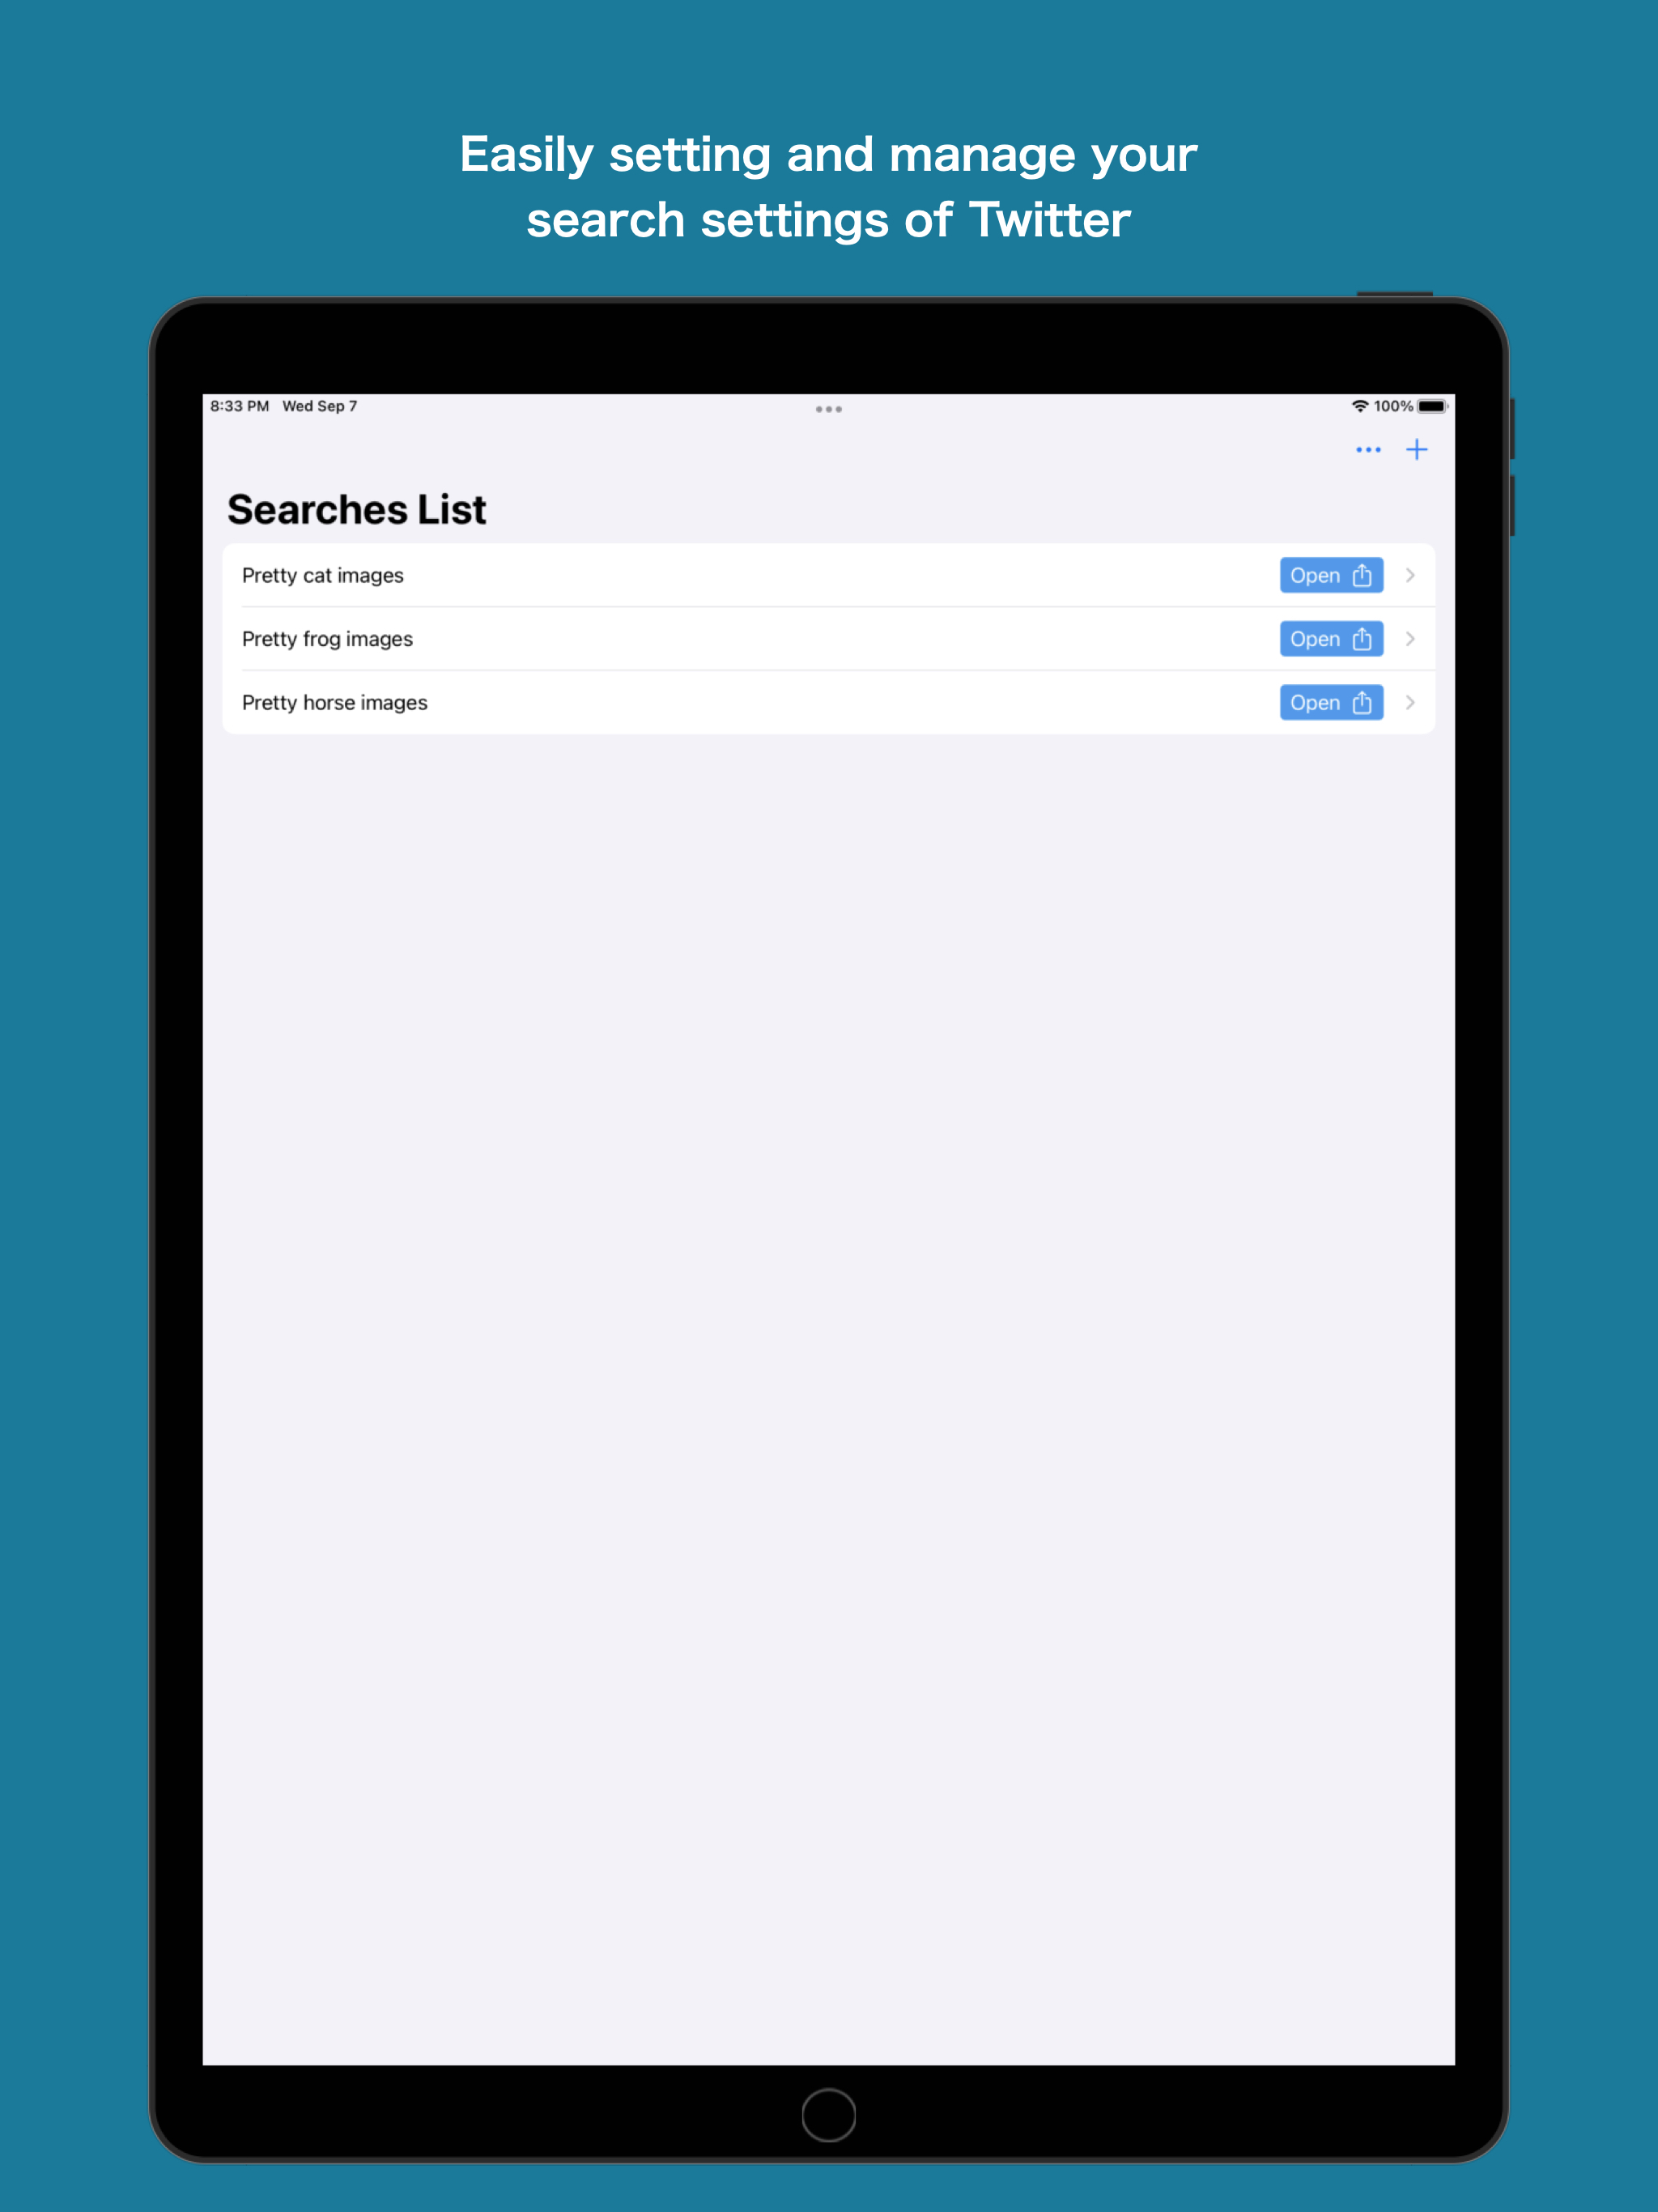 Easily setting and manage your
search settings of Twitter
8:33 PM Wed Sep 7
100%
Searches List
Pretty cat images Open
Pretty frog images Open
Pretty horse images Open